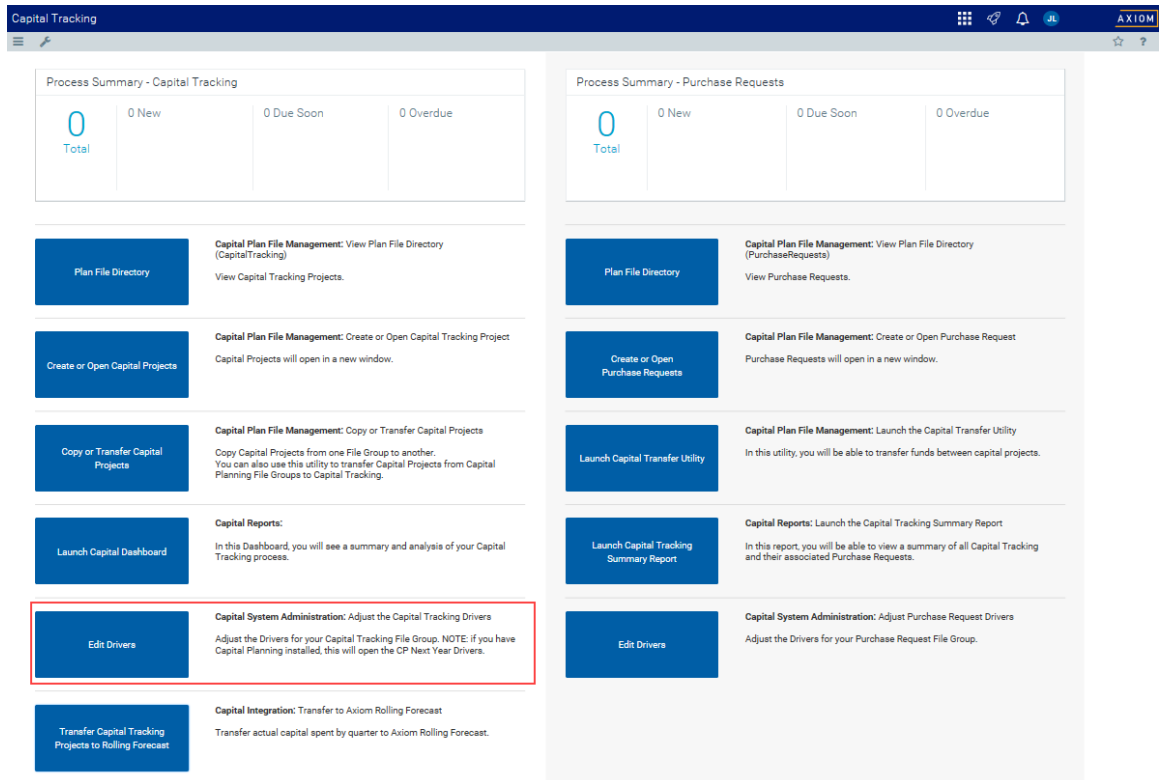 Capital Tracking
JL
AXIOM
?
Process Summary - Capital Tracking
0
Total
0 New
0 Due Soon
0 Overdue
Plan File Directory
Capital Plan File Management: View Plan File Directory
(CapitalTracking)
View Capital Tracking Projects.
Create or Open Capital Projects
Capital Plan File Management: Create or Open Capital Tracking Project
Capital Projects will open in a new window.
Copy or Transfer Capital
Projects
Capital Plan File Management: Copy or Transfer Capital Projects
Copy Capital Projects from one File Group to another.
You can also use this utility to transfer Capital Projects from Capital
Planning File Groups to Capital Tracking.
Launch Capital Dashboard
Capital Reports:
In this Dashboard, you will see a summary and analysis of your Capital
Tracking process.
Edit Drivers
Capital System Administration: Adjust the Capital Tracking Drivers
Adjust the Drivers for your Capital Tracking File Group. NOTE: if you have
Capital Planning installed, this will open the CP Next Year Drivers.
Transfer Capital Tracking
Projects to Rolling Forecast
Capital Integration: Transfer to Axiom Rolling Forecast
Transfer actual capital spent by quarter to Axiom Rolling Forecast.
Process Summary - Purchase Requests
0
Total
0 New
0 Due Soon
0 Overdue
Plan File Directory
Capital Plan File Management: View Plan File Directory
(PurchaseRequests)
View Purchase Requests.
Create or Open
Purchase Requests
Capital Plan File Management: Create or Open Purchase Request
Purchase Requests will open in a new window.
Launch Capital Transfer Utility
Capital Plan File Management: Launch the Capital Transfer Utility
In this utility, you will be able to transfer funds between capital projects.
Launch Capital Tracking
Summary Report
Capital Reports: Launch the Capital Tracking Summary Report
In this report, you will be able to view a summary of all Capital Tracking
and their associated Purchase Requests.
Edit Drivers
Capital System Administration: Adjust Purchase Request Drivers
Adjust the Drivers for your Purchase Request File Group.